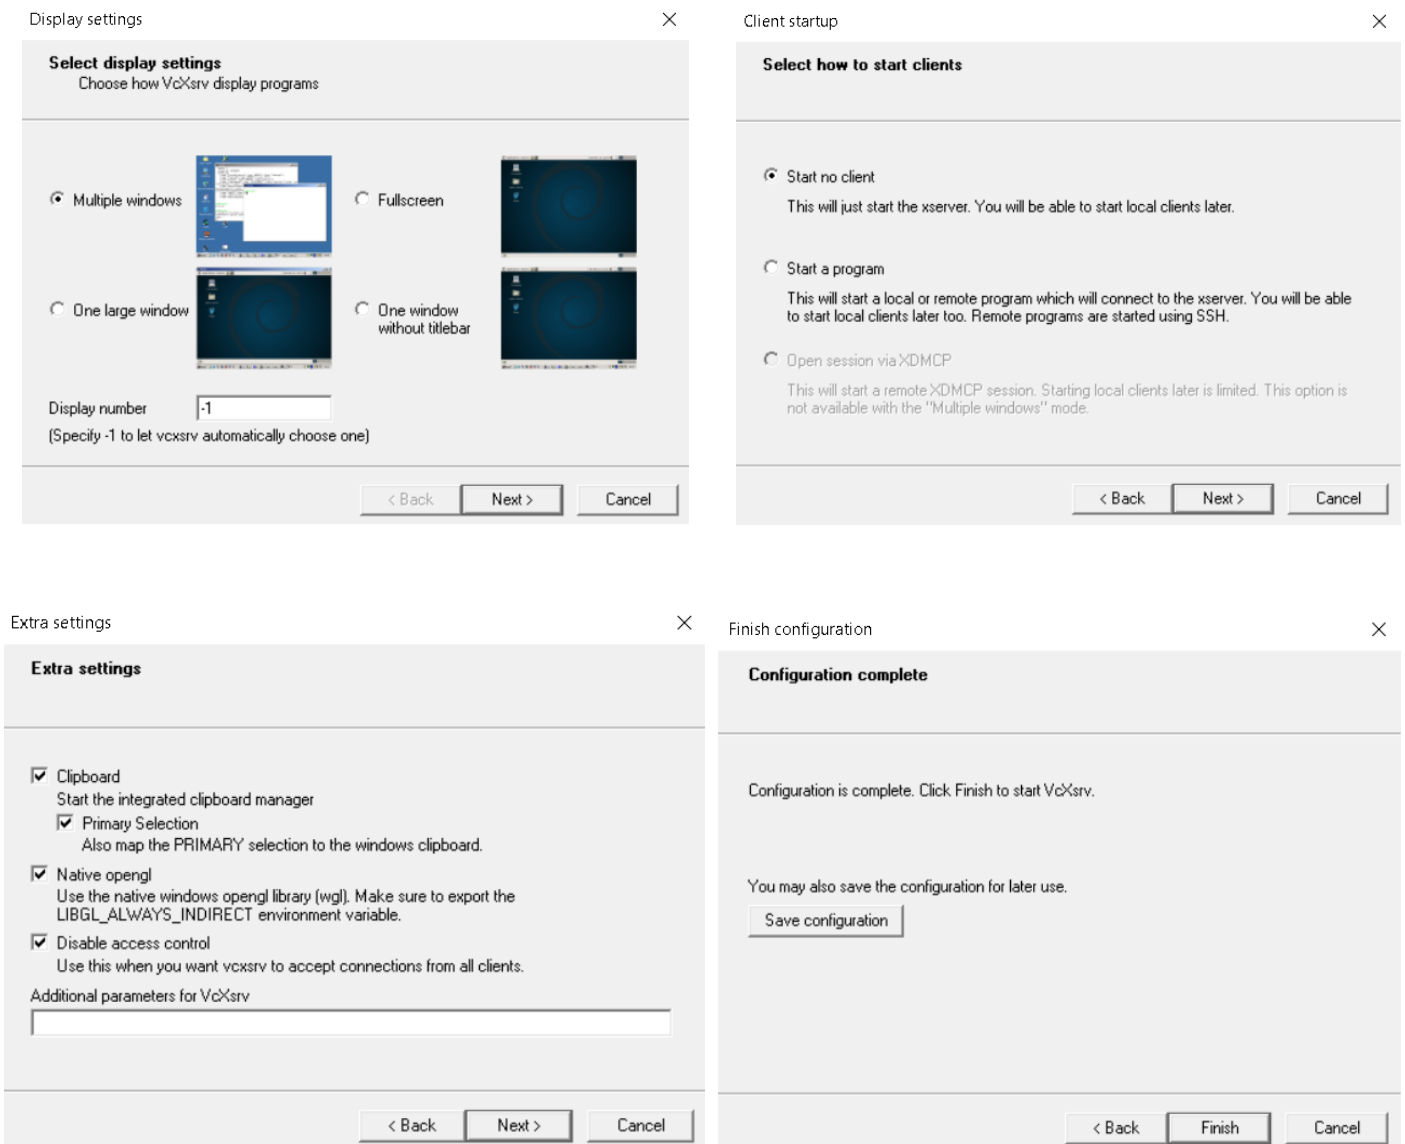 Display settings
Select display settings
Choose how VcXsrv display programs
Multiple windows
Fullscreen
One large window
One window
without titlebar
Display number
-1
(Specify -1 to let vcxsrv automatically choose one)
< Back
Next >
Cancel
Client startup
Select how to start clients
Start no client
This will just start the xserver. You will be able to start local clients later.
Start a program
This will start a local or remote program which will connect to the xserver. You will be able
to start local clients later too. Remote programs are started using SSH.
Open session via XDMCP
This will start a remote XDMCP session. Starting local clients later is limited. This option is
not available with the "Multiple windows" mode.
< Back
Next >
Cancel
Extra settings
Extra settings
Clipboard
Start the integrated clipboard manager
Primary Selection
Also map the PRIMARY selection to the windows clipboard.
Native opengl
Use the native windows opengl library (wgl). Make sure to export the
LIBGL_ALWAYS_INDIRECT environment variable.
Disable access control
Use this when you want vcxsrv to accept connections from all clients.
Additional parameters for VcXsrv
< Back
Next >
Cancel
Finish configuration
Configuration complete
Configuration is complete. Click Finish to start VcXsrv.
You may also save the configuration for later use.
Save configuration
< Back
Finish
Cancel